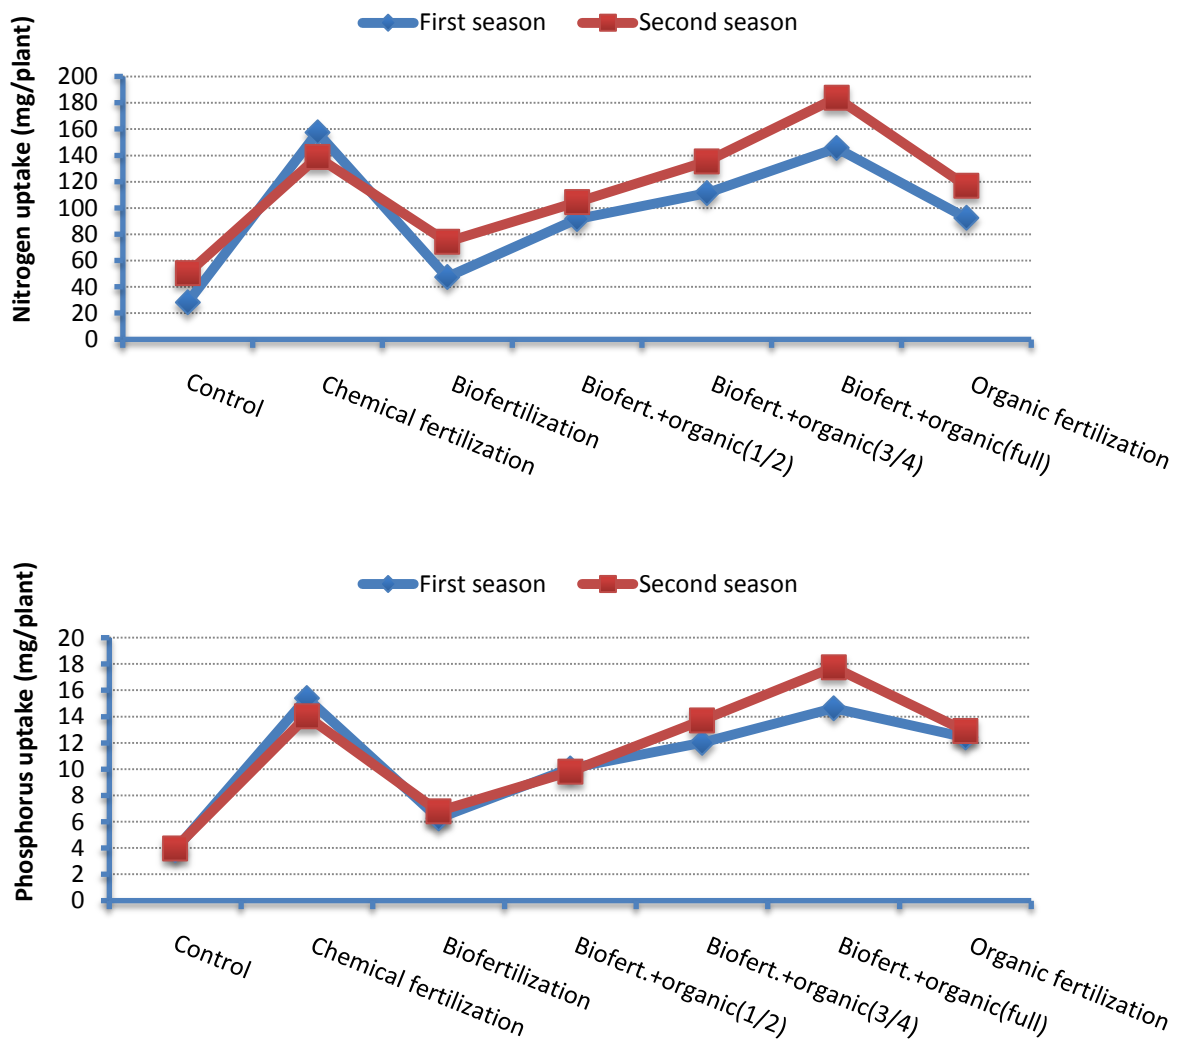 First season
Second season
Nitrogen uptake (mg/plant)
200
180
160
140
120
100
80
60
40
20
0
Control
Chemical fertilization
Biofertilization
Biofert.+organic(1/2)
Biofert.+organic(3/4)
Biofert.+organic(full)
Organic fertilization
First season
Second season
Phosphorus uptake (mg/plant)
20
18
16
14
12
10
8
6
4
2
0
Control
Chemical fertilization
Biofertilization
Biofert.+organic(1/2)
Biofert.+organic(3/4)
Biofert.+organic(full)
Organic fertilization